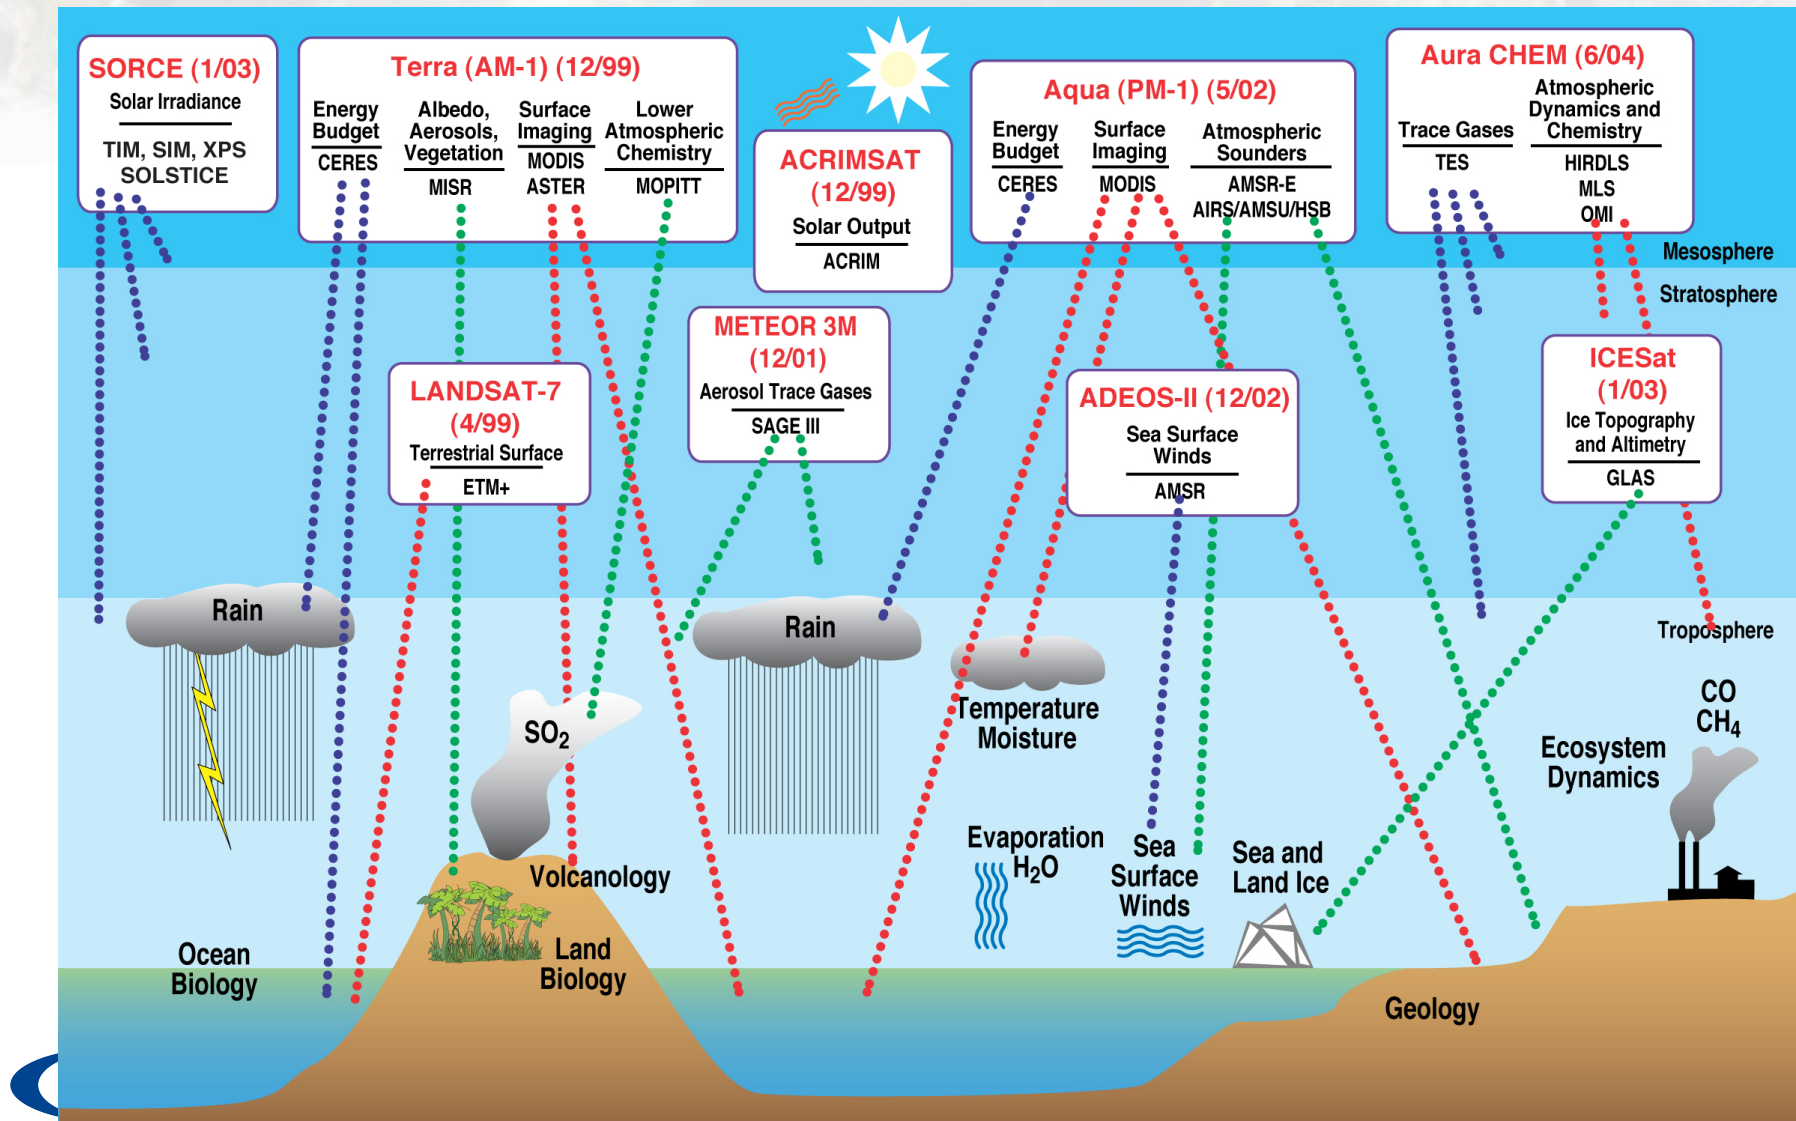 SORCE (1/03)
Solar Irradiance
TIM, SIM, XPS
SOLSTICE
Terra (AM-1) (12/99)
Energy
Budget
CERES
Albedo,
Aerosols,
Vegetation
MISR
Surface
Imaging
MODIS
ASTER
Lower
Atmospheric
Chemistry
MOPITT
ACRIMSAT
(12/99)
Solar Output
ACRIM
Aqua (PM-1) (5/02)
Energy
Budget
CERES
Surface
Imaging
MODIS
Atmospheric
Sounders
AMSR-E
AIRS/AMSU/HSB
Aura CHEM (6/04)
Trace Gases
TES
Atmospheric
Dynamics and
Chemistry
HIRDLS
MLS
OMI
Mesosphere
Stratosphere
LANDSAT-7
(4/99)
Terrestrial Surface
ETM+
METEOR 3M
(12/01)
Aerosol Trace Gases
SAGE III
ADEOS-II (12/02)
Sea Surface
Winds
AMSR
ICESat
(1/03)
Ice Topography
and Altimetry
GLAS
Troposphere
Rain
Rain
SO2
Temperature
Moisture
CO
CH4
Ecosystem
Dynamics
Evaporation
H2O
Sea
Surface
Winds
Sea and
Land Ice
Volcanology
Ocean
Biology
Land
Biology
Geology